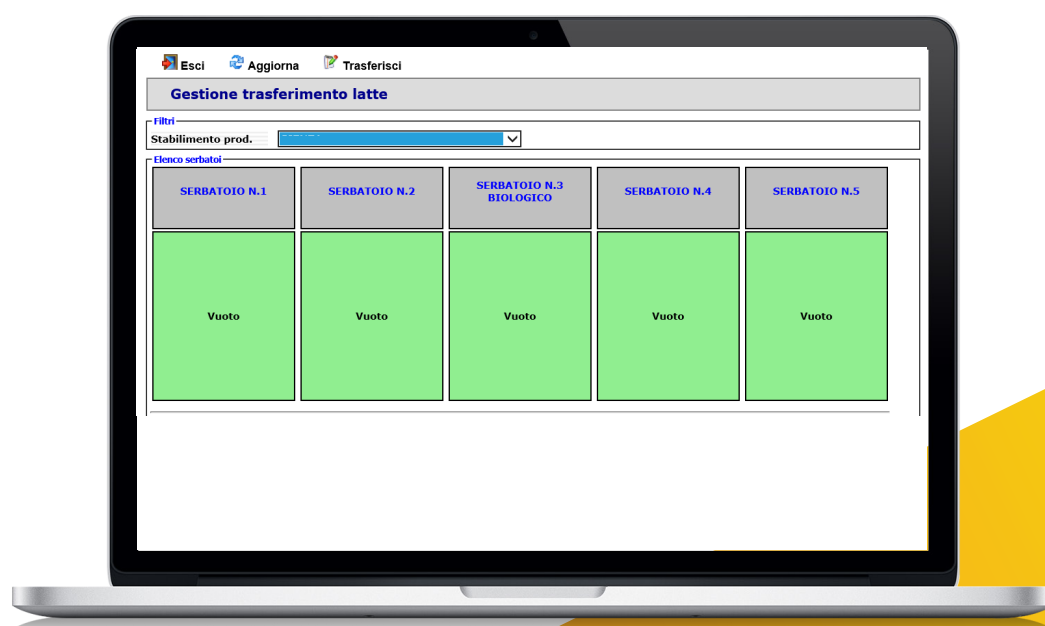 Esci Aggiorna Trasferisci
Gestione trasferimento latte
Filtri
Stabilimento prod.
Elenco serbatoi
SERBATOIO N.1 SERBATOIO N.2 SERBATOIO N.3 BIOLOGICO SERBATOIO N.4 SERBATOIO N.5
Vuoto Vuoto Vuoto Vuoto Vuoto